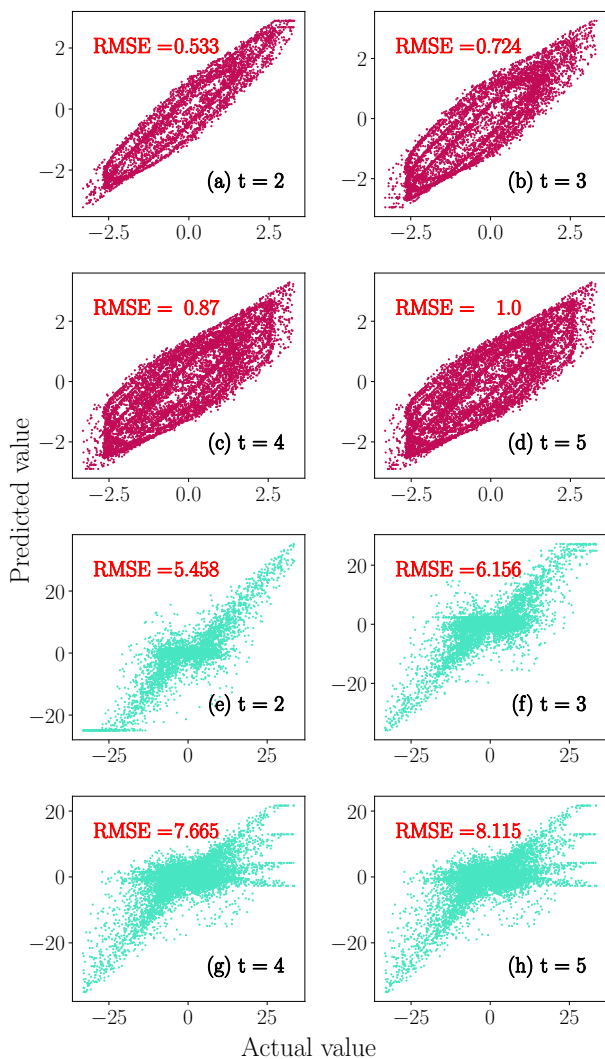 RMSE =0.533
2
0
−2
(a) t = 2
−2.5 0.0 2.5
RMSE =0.724
2
0
−2
(b) t = 3
−2.5 0.0 2.5
RMSE = 0.87
2
0
−2
(c) t = 4
−2.5 0.0 2.5
RMSE = 1.0
2
0
−2
(d) t = 5
−2.5 0.0 2.5
Predicted value
RMSE =5.458
20
0
−20
(e) t = 2
−25 0 25
RMSE =6.156
20
0
−20
(f) t = 3
−25 0 25
RMSE =7.665
20
0
−20
(g) t = 4
−25 0 25
RMSE =8.115
20
0
−20
(h) t = 5
−25 0 25
Actual value